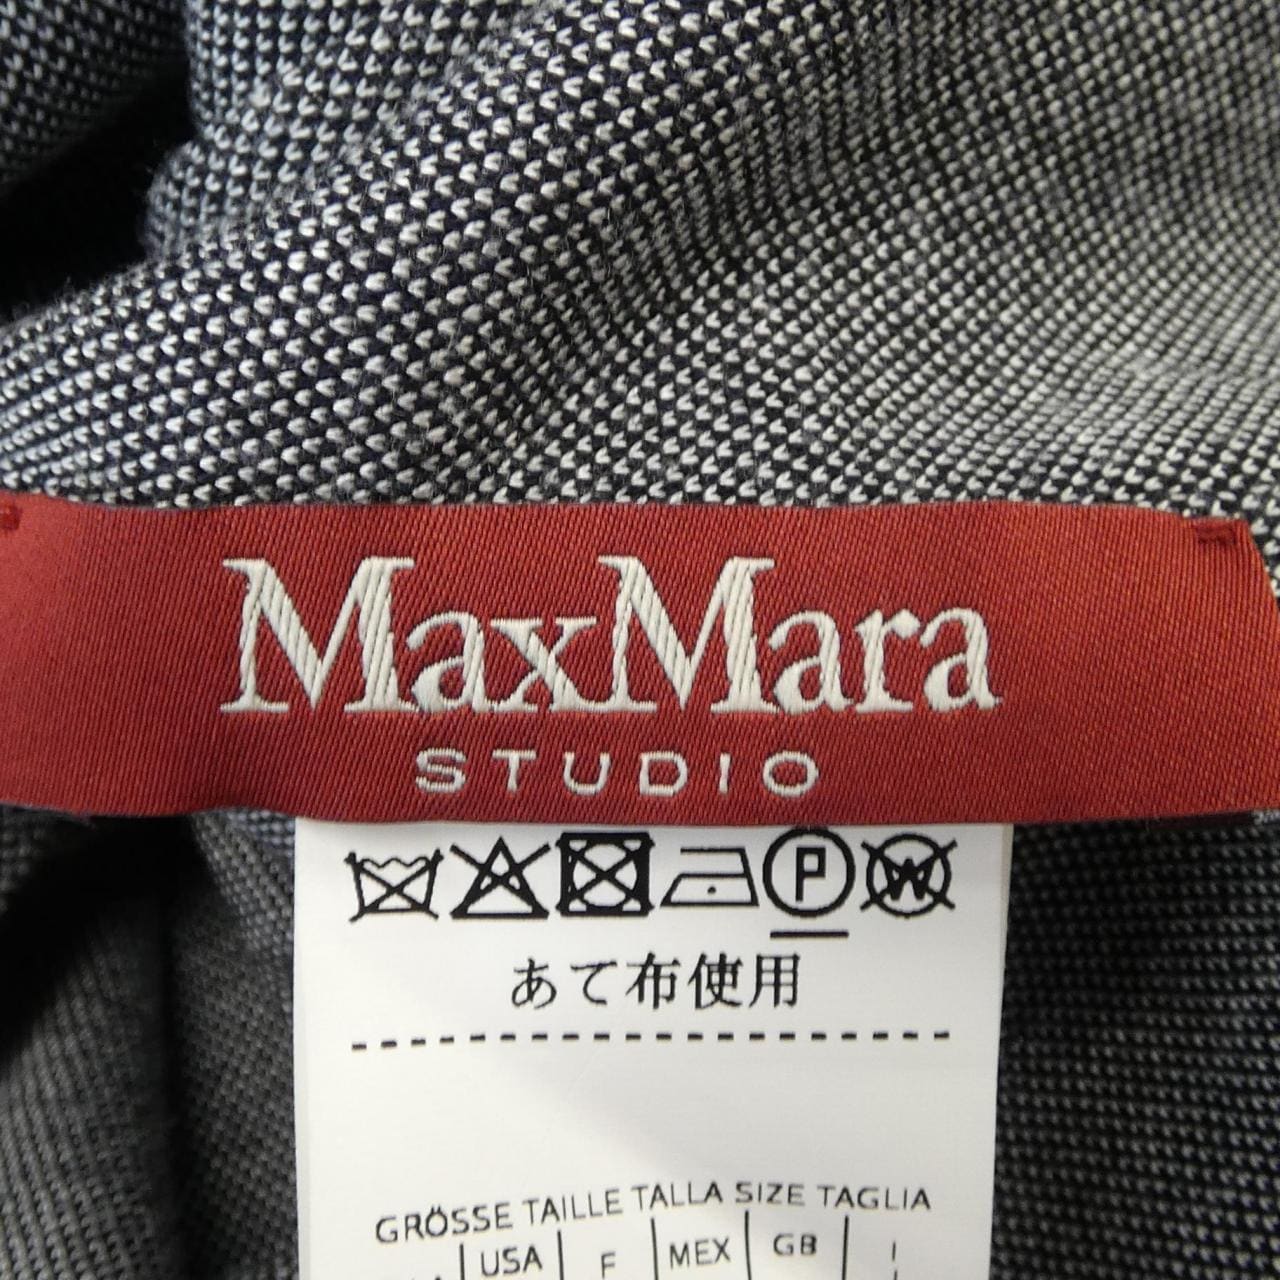 MaxMara
STUDIO
P W
あて布使用
GRÖSSE TAILLE TALLA SIZE TAGLIA
USA F MEX GB I